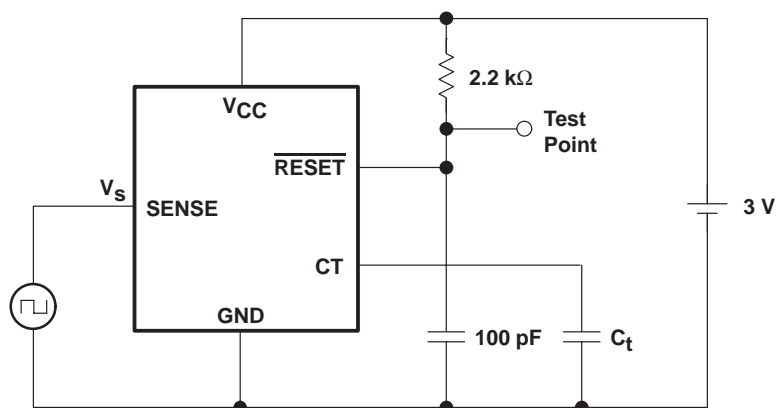 2.2 kΩ
VCC
Test
Point
RESET
Vs
SENSE
3 V
CT
GND
100 pF
Ct